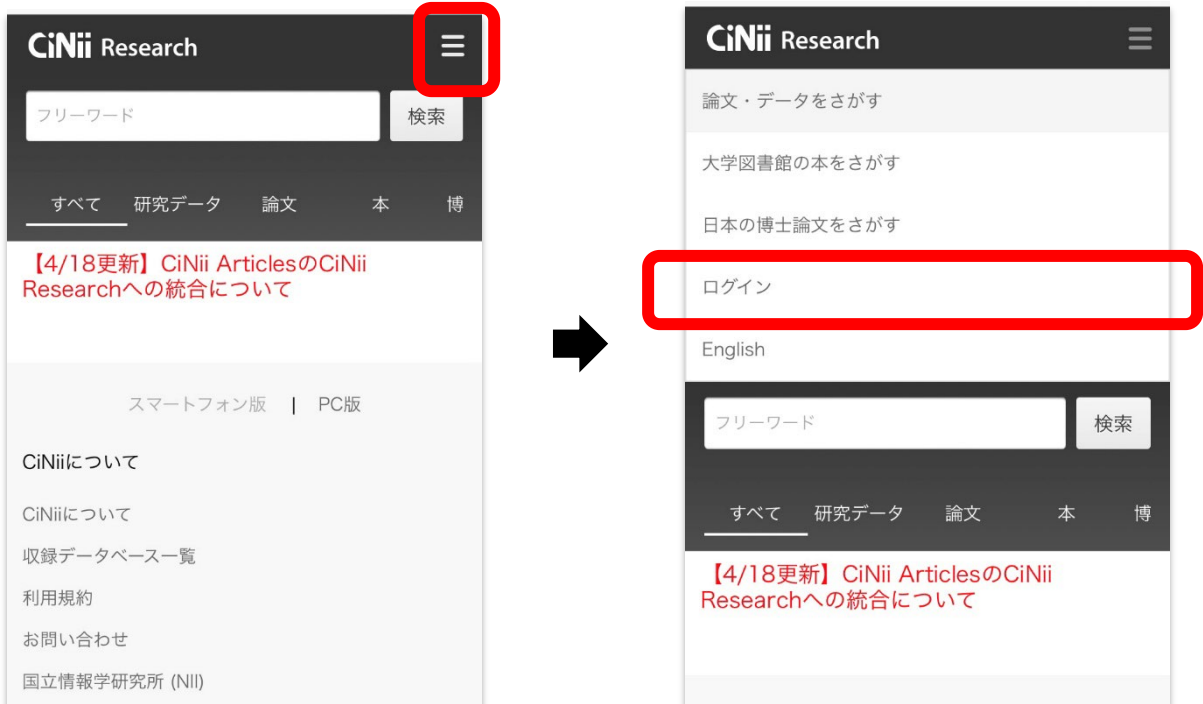 CiNii Research
フリーワード
検索
すべて 研究データ 論文 本 博
【4/18更新】CiNii ArticlesのCiNii
Researchへの統合について
スマートフォン版 | PC版
CiNiiについて
CiNiiについて
収録データベース一覧
利用規約
お問い合わせ
国立情報学研究所 (NII)
CiNii Research
論文・データをさがす
大学図書館の本をさがす
日本の博士論文をさがす
ログイン
English
フリーワード
検索
すべて 研究データ 論文 本 博
【4/18更新】CiNii ArticlesのCiNii
Researchへの統合について